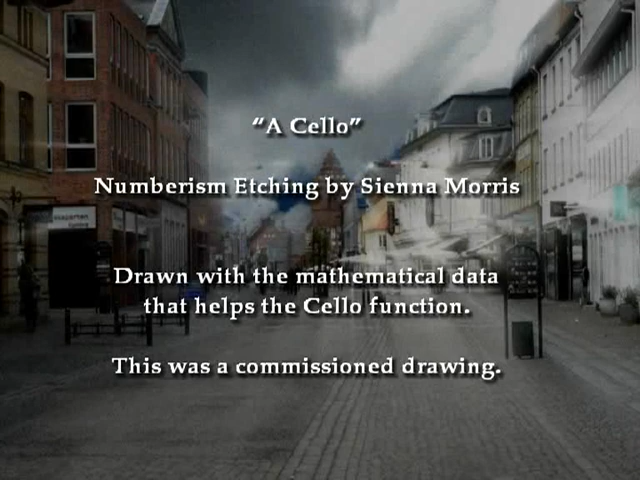 “A Cello”
Numberism Etching by Sienna Morris
Drawn with the mathematical data
that helps the Cello function.
This was a commissioned drawing.